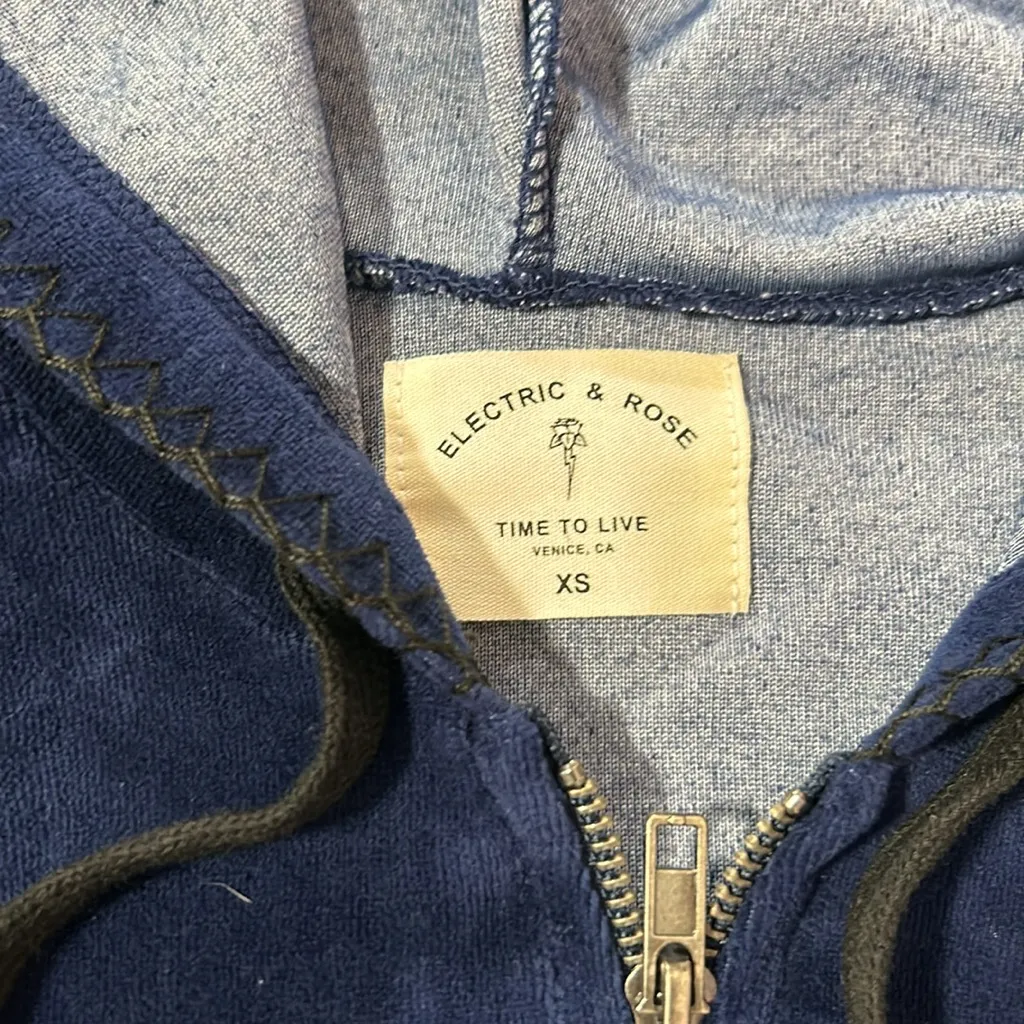 ELECTRIC & ROSE
TIME TO LIVE
VENICE, CA
XS